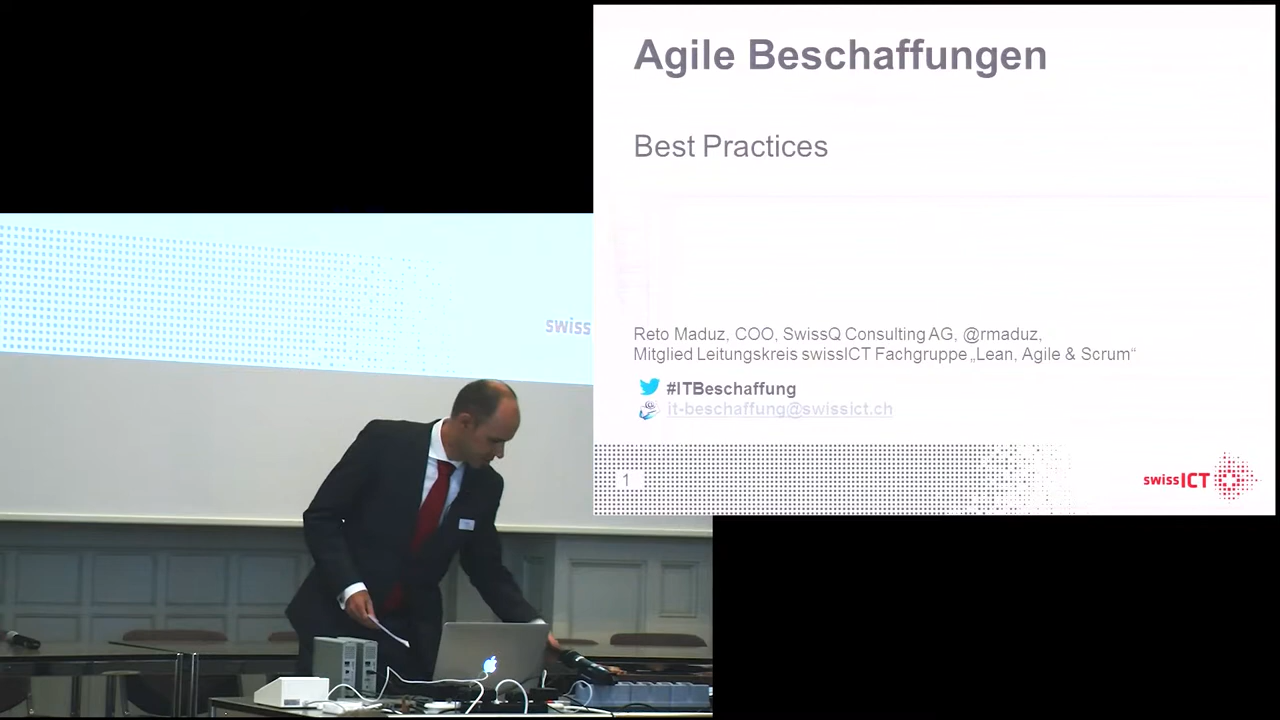 Agile Beschaffungen
Best Practices
Reto Maduz, COO, SwissQ Consulting AG, @rmaduz,
Mitglied Leitungskreis swissICT Fachgruppe „Lean, Agile & Scrum“
#ITBeschaffung
it-beschaffung@swissict.ch
1
swissICT
swiss